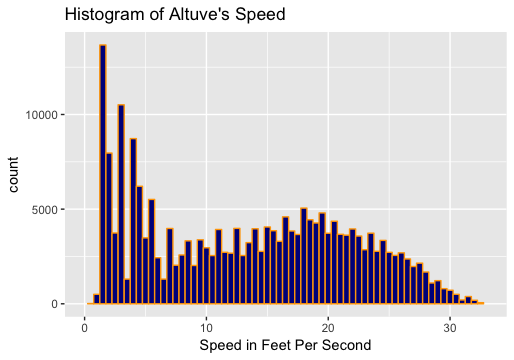 Histogram of Altuve's Speed
count
10000
5000
0
0 10 20 30
Speed in Feet Per Second